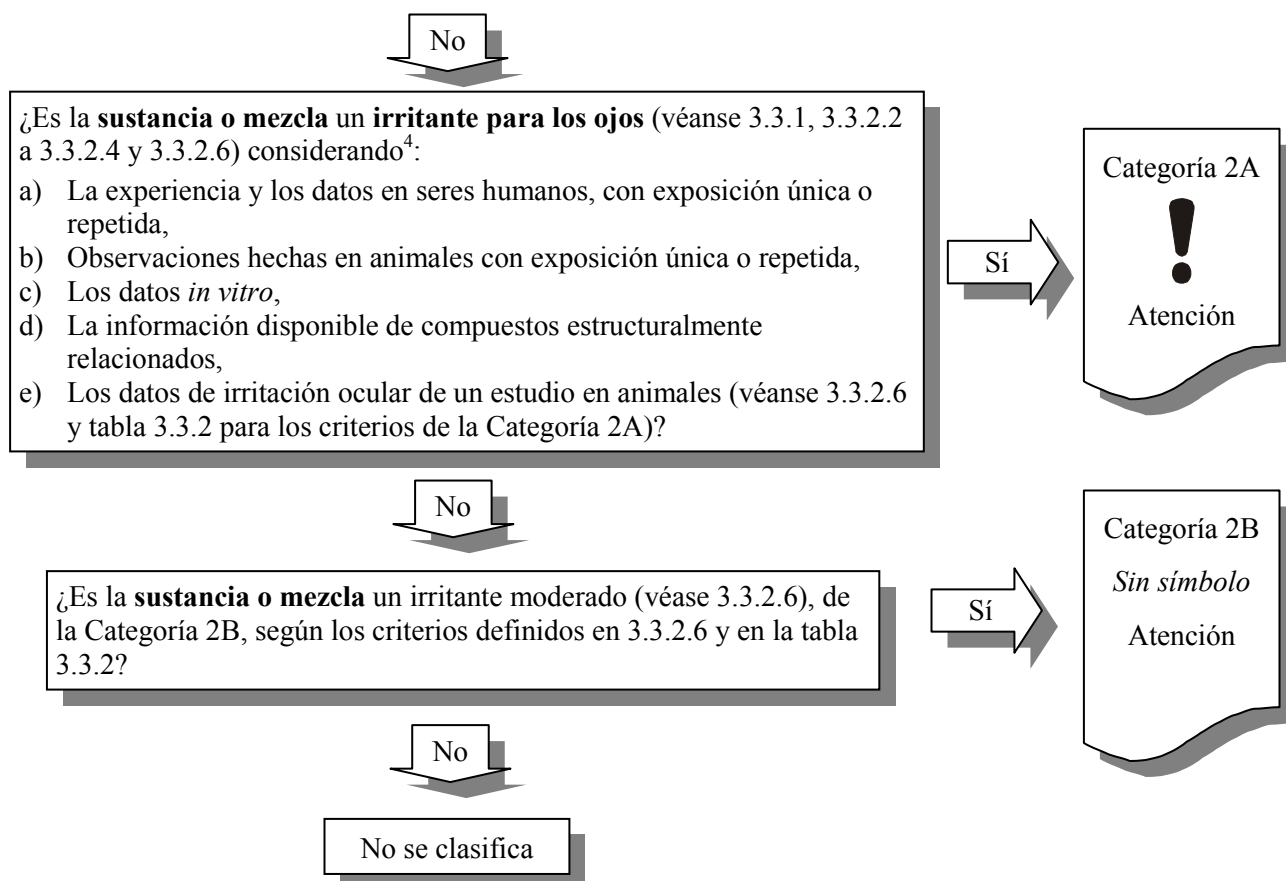 No
¿Es la sustancia o mezcla un irritante para los ojos (véanse 3.3.1, 3.3.2.2
a 3.3.2.4 y 3.3.2.6) considerando4:
a) La experiencia y los datos en seres humanos, con exposición única o
repetida,
b) Observaciones hechas en animales con exposición única o repetida,
c) Los datos in vitro,
d) La información disponible de compuestos estructuralmente
relacionados,
e) Los datos de irritación ocular de un estudio en animales (véanse 3.3.2.6
y tabla 3.3.2 para los criterios de la Categoría 2A)?
Sí
Categoría 2A
Atención
No
¿Es la sustancia o mezcla un irritante moderado (véase 3.3.2.6), de
la Categoría 2B, según los criterios definidos en 3.3.2.6 y en la tabla
3.3.2?
Sí
Categoría 2B
Sin símbolo
Atención
No
No se clasifica